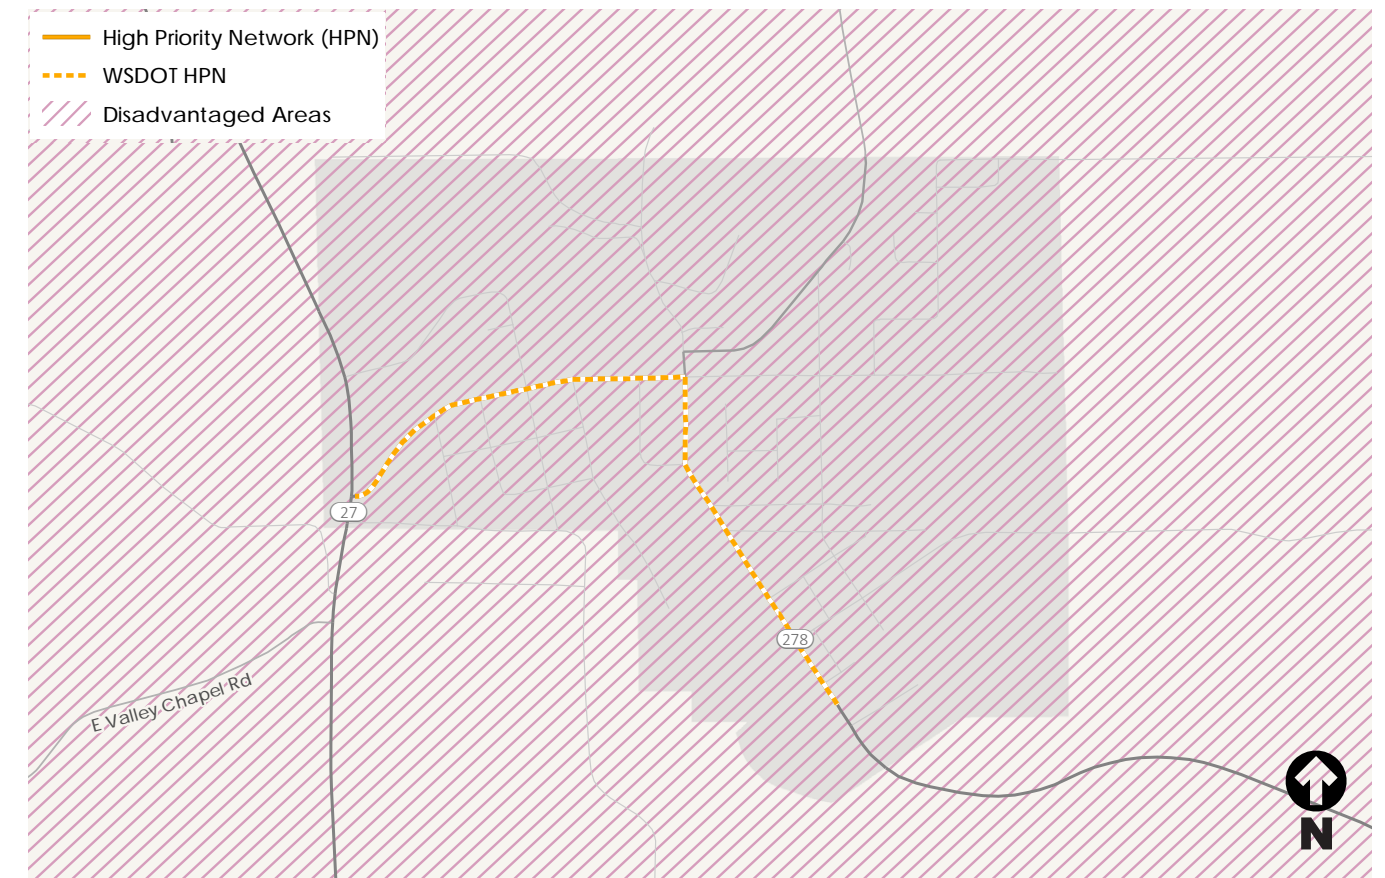 High Priority Network (HPN)
WSDOT HPN
Disadvantaged Areas
27
278
E Valley Chapel Rd
N